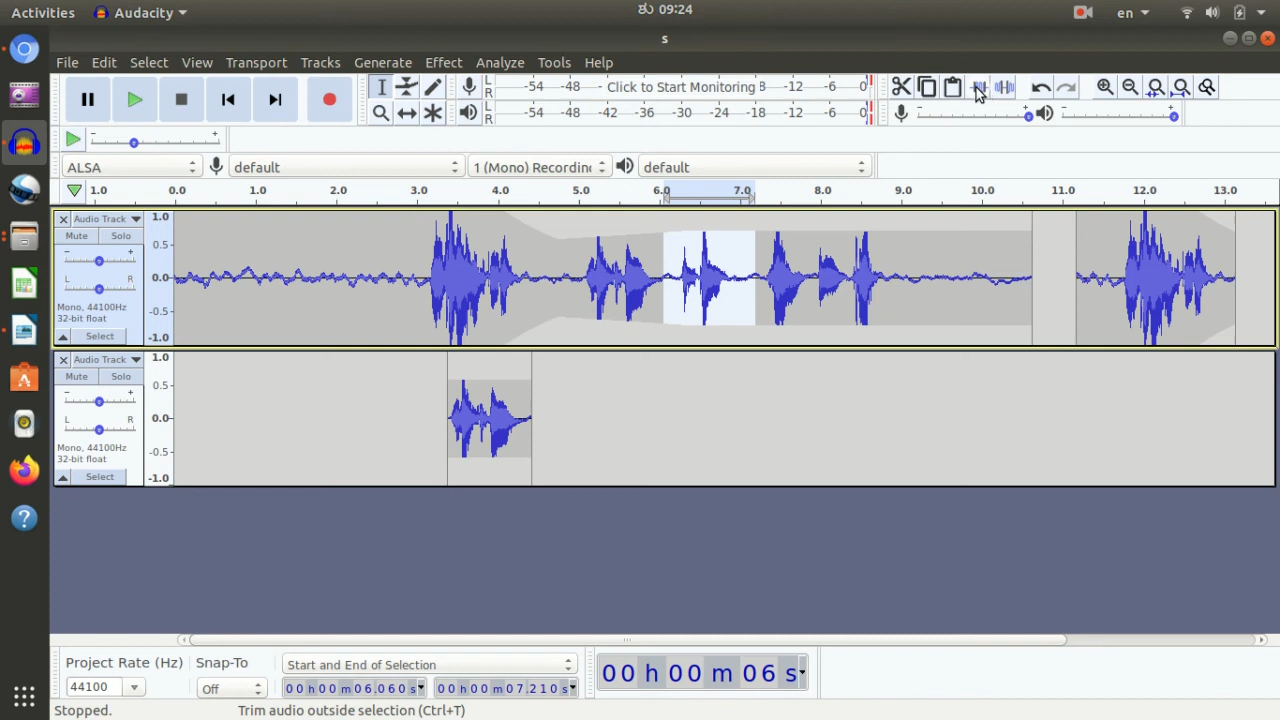 Activities Audacity ಶು 09:24 en
s
File Edit Select View Transport Tracks Generate Effect Analyze Tools Help
L R -54 -48 - Click to Start Monitoring 8 -12 -6 0
L R -54 -48 -42 -36 -30 -24 -18 -12 -6 0
- +
ALSA default 1 (Mono) Recording default
1.0 0.0 1.0 2.0 3.0 4.0 5.0 6.0 7.0 8.0 9.0 10.0 11.0 12.0 13.0
Audio Track
Mute Solo
- +
L R
Mono, 44100Hz
32-bit float
Select
1.0
0.5
0.0
-0.5
-1.0
Audio Track
Mute Solo
- +
L R
Mono, 44100Hz
32-bit float
Select
1.0
0.5
0.0
-0.5
-1.0
Project Rate (Hz) Snap-To Start and End of Selection
44100 Off 00 h 00 m 06.060 s 00 h 00 m 07.210 s
00 h 00 m 06 s
Stopped. Trim audio outside selection (Ctrl+T)